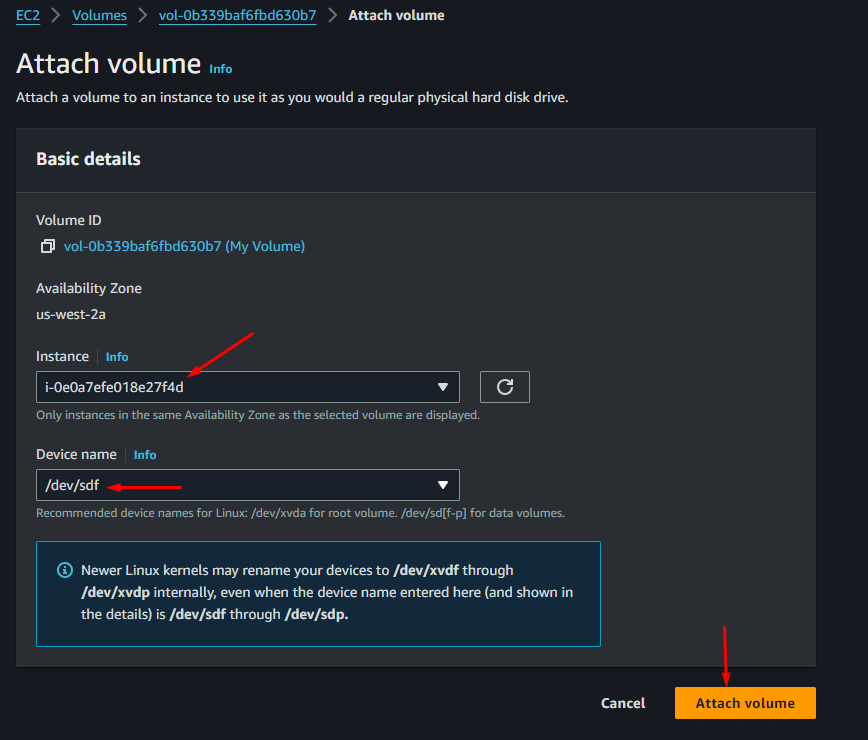 EC2 > Volumes > vol-0b339baf6fbd630b7 > Attach volume
Attach volume Info
Attach a volume to an instance to use it as you would a regular physical hard disk drive.
Basic details
Volume ID
vol-0b339baf6fbd630b7 (My Volume)
Availability Zone
us-west-2a
Instance | Info
i-0e0a7efe018e27f4d
Only instances in the same Availability Zone as the selected volume are displayed.
Device name | Info
/dev/sdf
Recommended device names for Linux: /dev/xvda for root volume. /dev/sd[f-p] for data volumes.
Newer Linux kernels may rename your devices to /dev/xvdf through
/dev/xvdp internally, even when the device name entered here (and shown in
the details) is /dev/sdf through /dev/sdp.
Cancel Attach volume